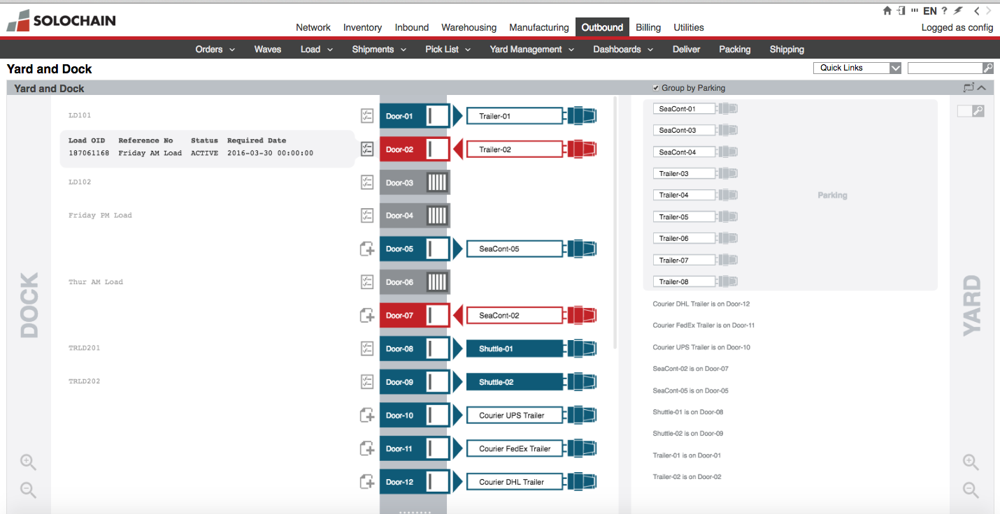 SOLOCHAIN
EN ?
Network Inventory Inbound Warehousing Manufacturing Outbound Billing Utilities
Logged as config
Orders Waves Load Shipments Pick List Yard Management Dashboards Deliver Packing Shipping
Yard and Dock
Quick Links
Yard and Dock
Group by Parking
DOCK
LD101
Load OID Reference No Status Required Date
187061168 Friday AM Load ACTIVE 2016-03-30 00:00:00
LD102
Friday PM Load
Thur AM Load
TRLD201
TRLD202
Door-01 Trailer-01
Door-02 Trailer-02
Door-03
Door-04
Door-05 SeaCont-05
Door-06
Door-07 SeaCont-02
Door-08 Shuttle-01
Door-09 Shuttle-02
Door-10 Courier UPS Trailer
Door-11 Courier FedEx Trailer
Door-12 Courier DHL Trailer
SeaCont-01
SeaCont-03
SeaCont-04
Trailer-03
Trailer-04
Trailer-05
Trailer-06
Trailer-07
Trailer-08
Parking
Courier DHL Trailer is on Door-12
Courier FedEx Trailer is on Door-11
Courier UPS Trailer is on Door-10
SeaCont-02 is on Door-07
SeaCont-05 is on Door-05
Shuttle-01 is on Door-08
Shuttle-02 is on Door-09
Trailer-01 is on Door-01
Trailer-02 is on Door-02
YARD